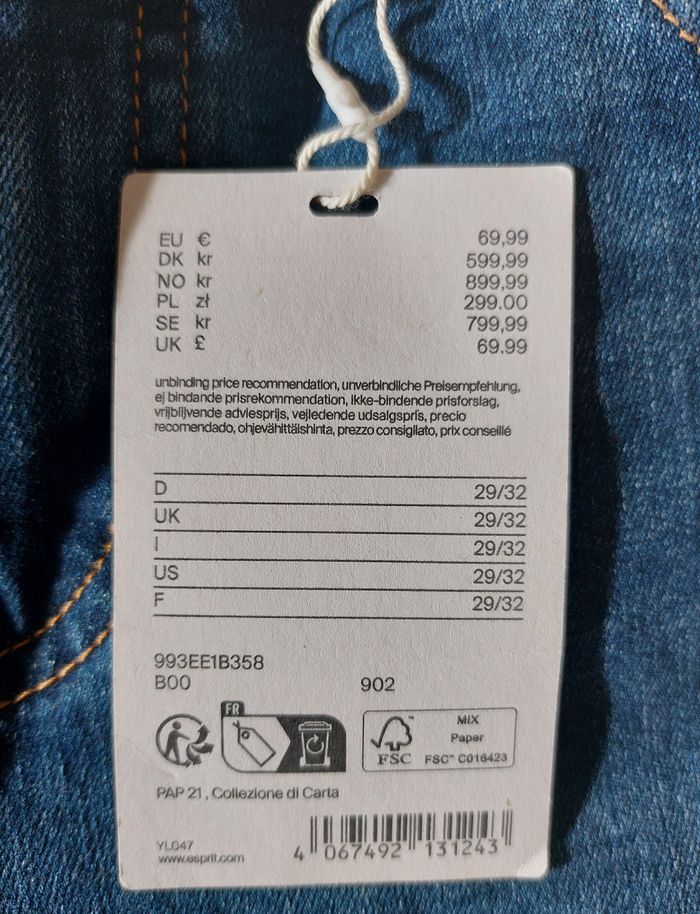 EU € 69,99
DK kr 599,99
NO kr 899,99
PL zł 299.00
SE kr 799,99
UK £ 69.99
unbinding price recommendation, unverbindliche Preisempfehlung,
ej bindande prisrekommendation, ikke-bindende prisforslag,
vrijblijvende adviesprijs, vejledende udsalgspris, precio
recomendado, ohjevähittäishinta, prezzo consigliato, prix conseillé
D 29/32
UK 29/32
I 29/32
US 29/32
F 29/32
993EE1B358
B00 902
FR
MIX
Paper
FSC™ FSC™ C016423
PAP 21 , Collezione di Carta
YL047
www.esprit.com
4 067492 131243